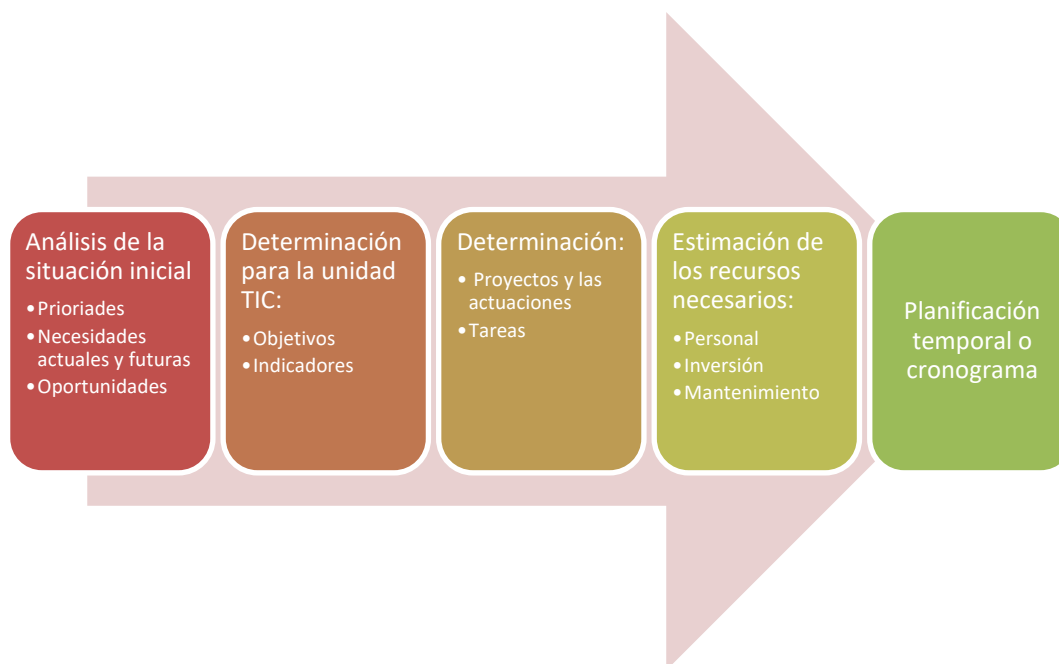 Análisis de la
situación inicial
•Prioriades
•Necesidades
actuales y futuras
•Oportunidades
Determinación
para la unidad
TIC:
•Objetivos
•Indicadores
Determinación:
• Proyectos y las
actuaciones
•Tareas
Estimación de
los recursos
necesarios:
•Personal
•Inversión
•Mantenimiento
Planificación
temporal o
cronograma